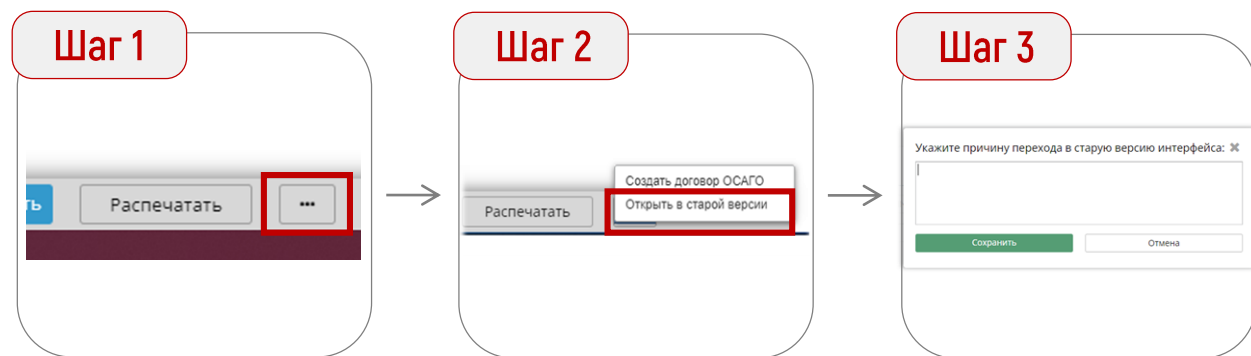 Шаг 1
ть
Распечатать
...
Шаг 2
Создать договор ОСАГО
Открыть в старой версии
Распечатать
Шаг 3
Укажите причину перехода в старую версию интерфейса: ✖
Сохранить
Отмена